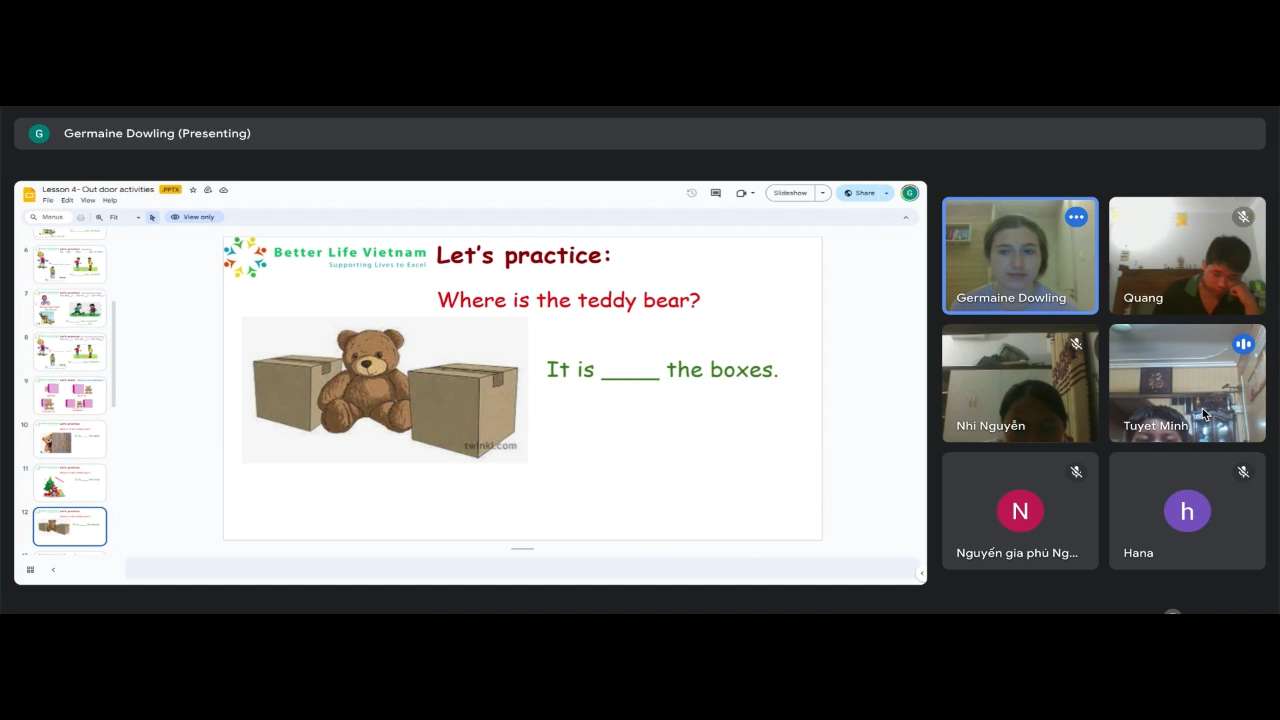 G
Germaine Dowling (Presenting)
Lesson 4- Out door activities .PPTX
File Edit View Help
Slideshow
Share
G
Menus
Fit
View only
6
7
8
9
10
11
12
Better Life Vietnam
Supporting Lives to Excel
Let's practice:
Where is the teddy bear?
It is _____ the boxes.
twinkl.com
Germaine Dowling
Quang
Nhi Nguyễn
福
Tuyet Minh
N
Nguyễn gia phú Ng...
h
Hana